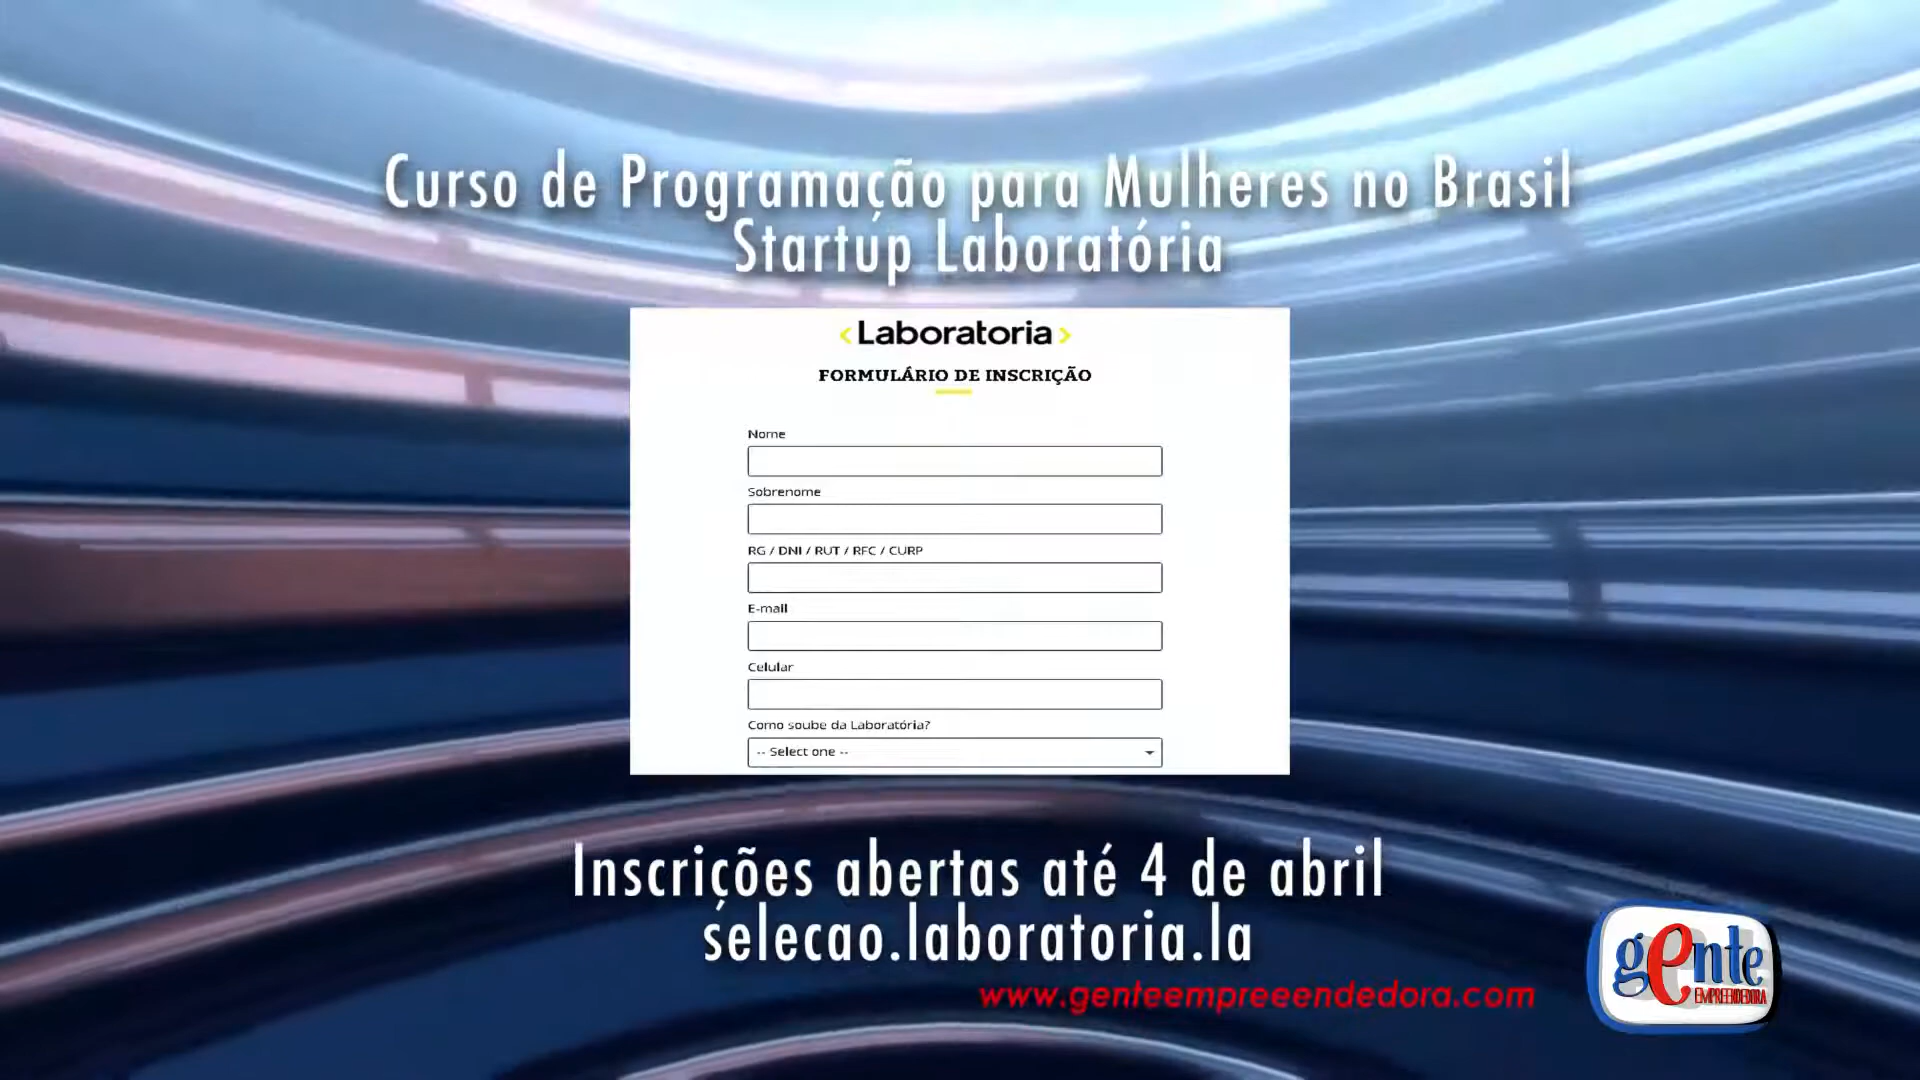 Curso de Programação para Mulheres no Brasil
Startup Laboratória
<Laboratoria>
FORMULÁRIO DE INSCRIÇÃO
Nome
Sobrenome
RG / DNI / RUT / RFC / CURP
E-mail
Celular
Como soube da Laboratória?
-- Select one --
Inscrições abertas até 4 de abril
selecao.laboratoria.la
www.genteempreeendedora.com
gente
EMPREENDEDORA